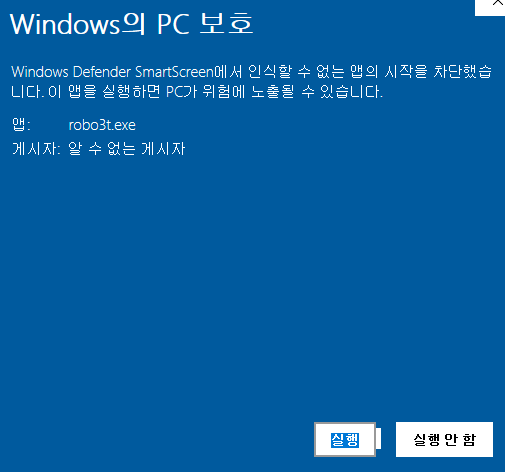 Windows의 PC 보호
Windows Defender SmartScreen에서 인식할 수 없는 앱의 시작을 차단했습
니다. 이 앱을 실행하면 PC가 위험에 노출될 수 있습니다.
앱: robo3t.exe
게시자: 알 수 없는 게시자
실행 실행 안 함